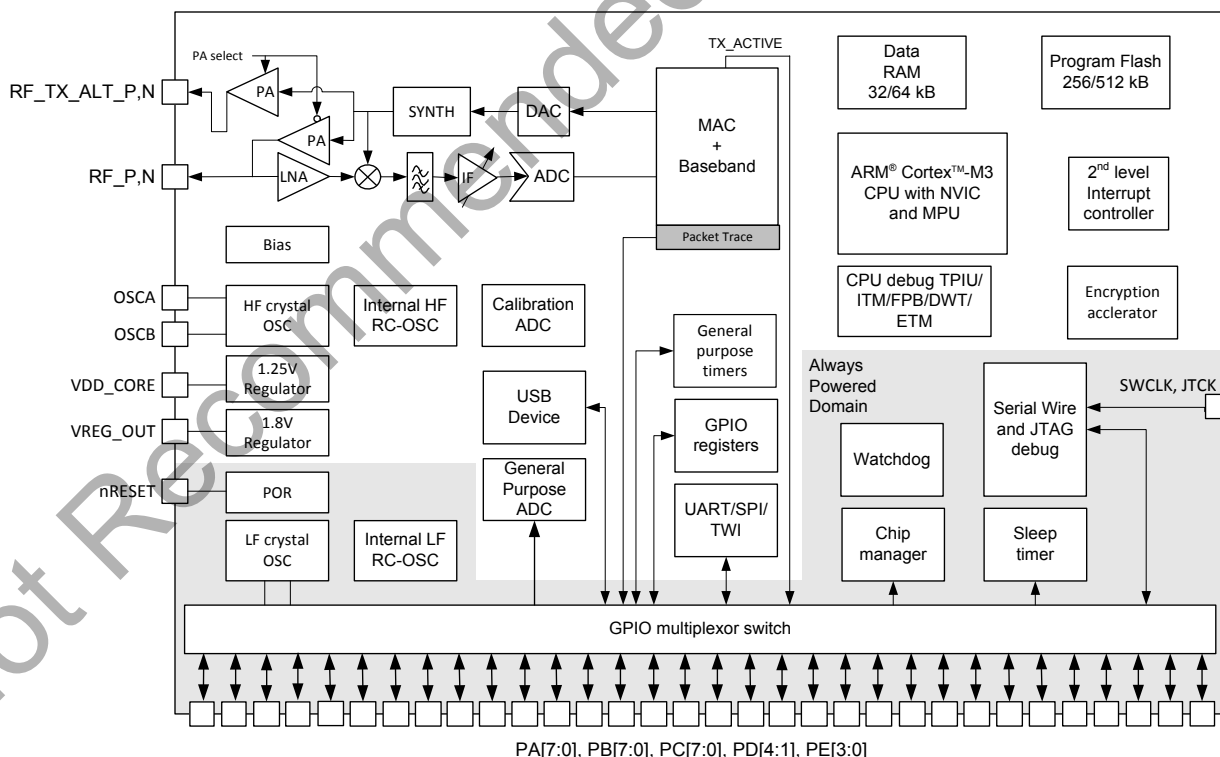 Not Recommended
TX_ACTIVE
PA select
RF_TX_ALT_P,N
PA
SYNTH
DAC
MAC
+
Baseband
Data
RAM
32/64 kB
Program Flash
256/512 kB
PA
RF_P,N
LNA
IF
ADC
ARM® Cortex™-M3
CPU with NVIC
and MPU
2nd level
Interrupt
controller
Packet Trace
Bias
OSCA
OSCB
HF crystal
OSC
Internal HF
RC-OSC
Calibration
ADC
CPU debug TPIU/
ITM/FPB/DWT/
ETM
Encryption
acclerator
General
purpose
timers
VDD_CORE
1.25V
Regulator
USB
Device
Always
Powered
Domain
Serial Wire
and JTAG
debug
SWCLK, JTCK
VREG_OUT
1.8V
Regulator
GPIO
registers
Watchdog
nRESET
POR
General
Purpose
ADC
UART/SPI/
TWI
LF crystal
OSC
Internal LF
RC-OSC
Chip
manager
Sleep
timer
GPIO multiplexor switch
PA[7:0], PB[7:0], PC[7:0], PD[4:1], PE[3:0]